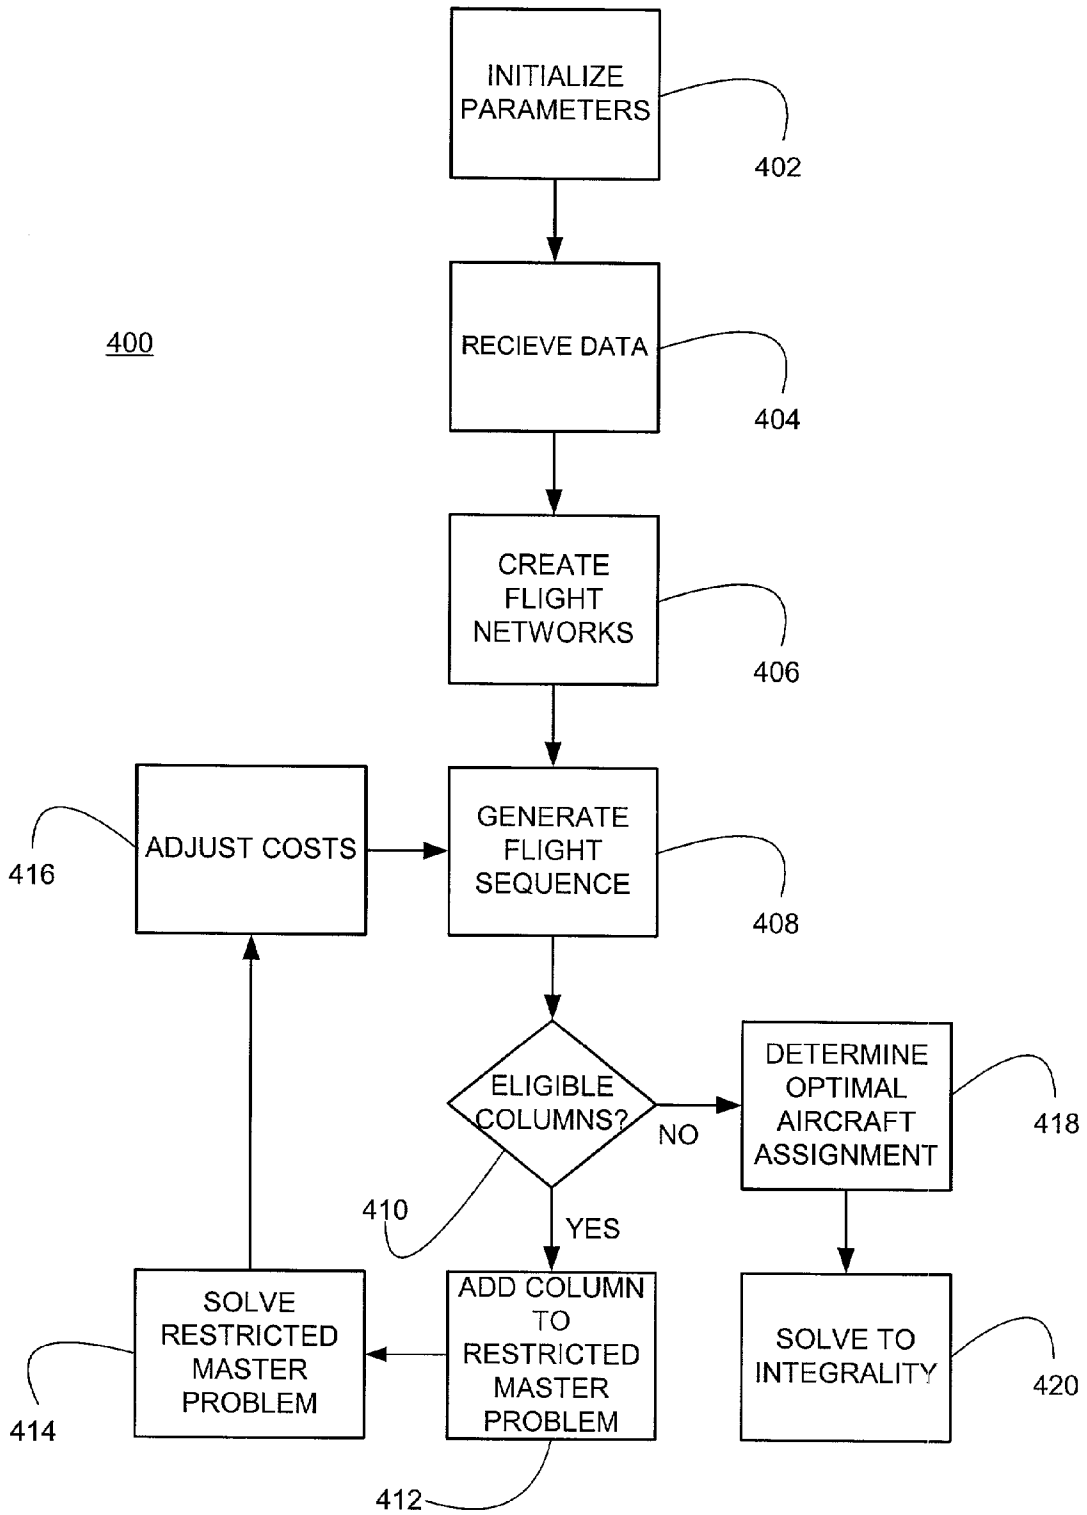 INITIALIZE
PARAMETERS
402
400
RECIEVE DATA
404
CREATE
FLIGHT
NETWORKS
406
ADJUST COSTS
416
GENERATE
FLIGHT
SEQUENCE
408
ELIGIBLE
COLUMNS?
410
NO
YES
DETERMINE
OPTIMAL
AIRCRAFT
ASSIGNMENT
418
SOLVE
RESTRICTED
MASTER
PROBLEM
414
ADD COLUMN
TO
RESTRICTED
MASTER
PROBLEM
412
SOLVE TO
INTEGRALITY
420